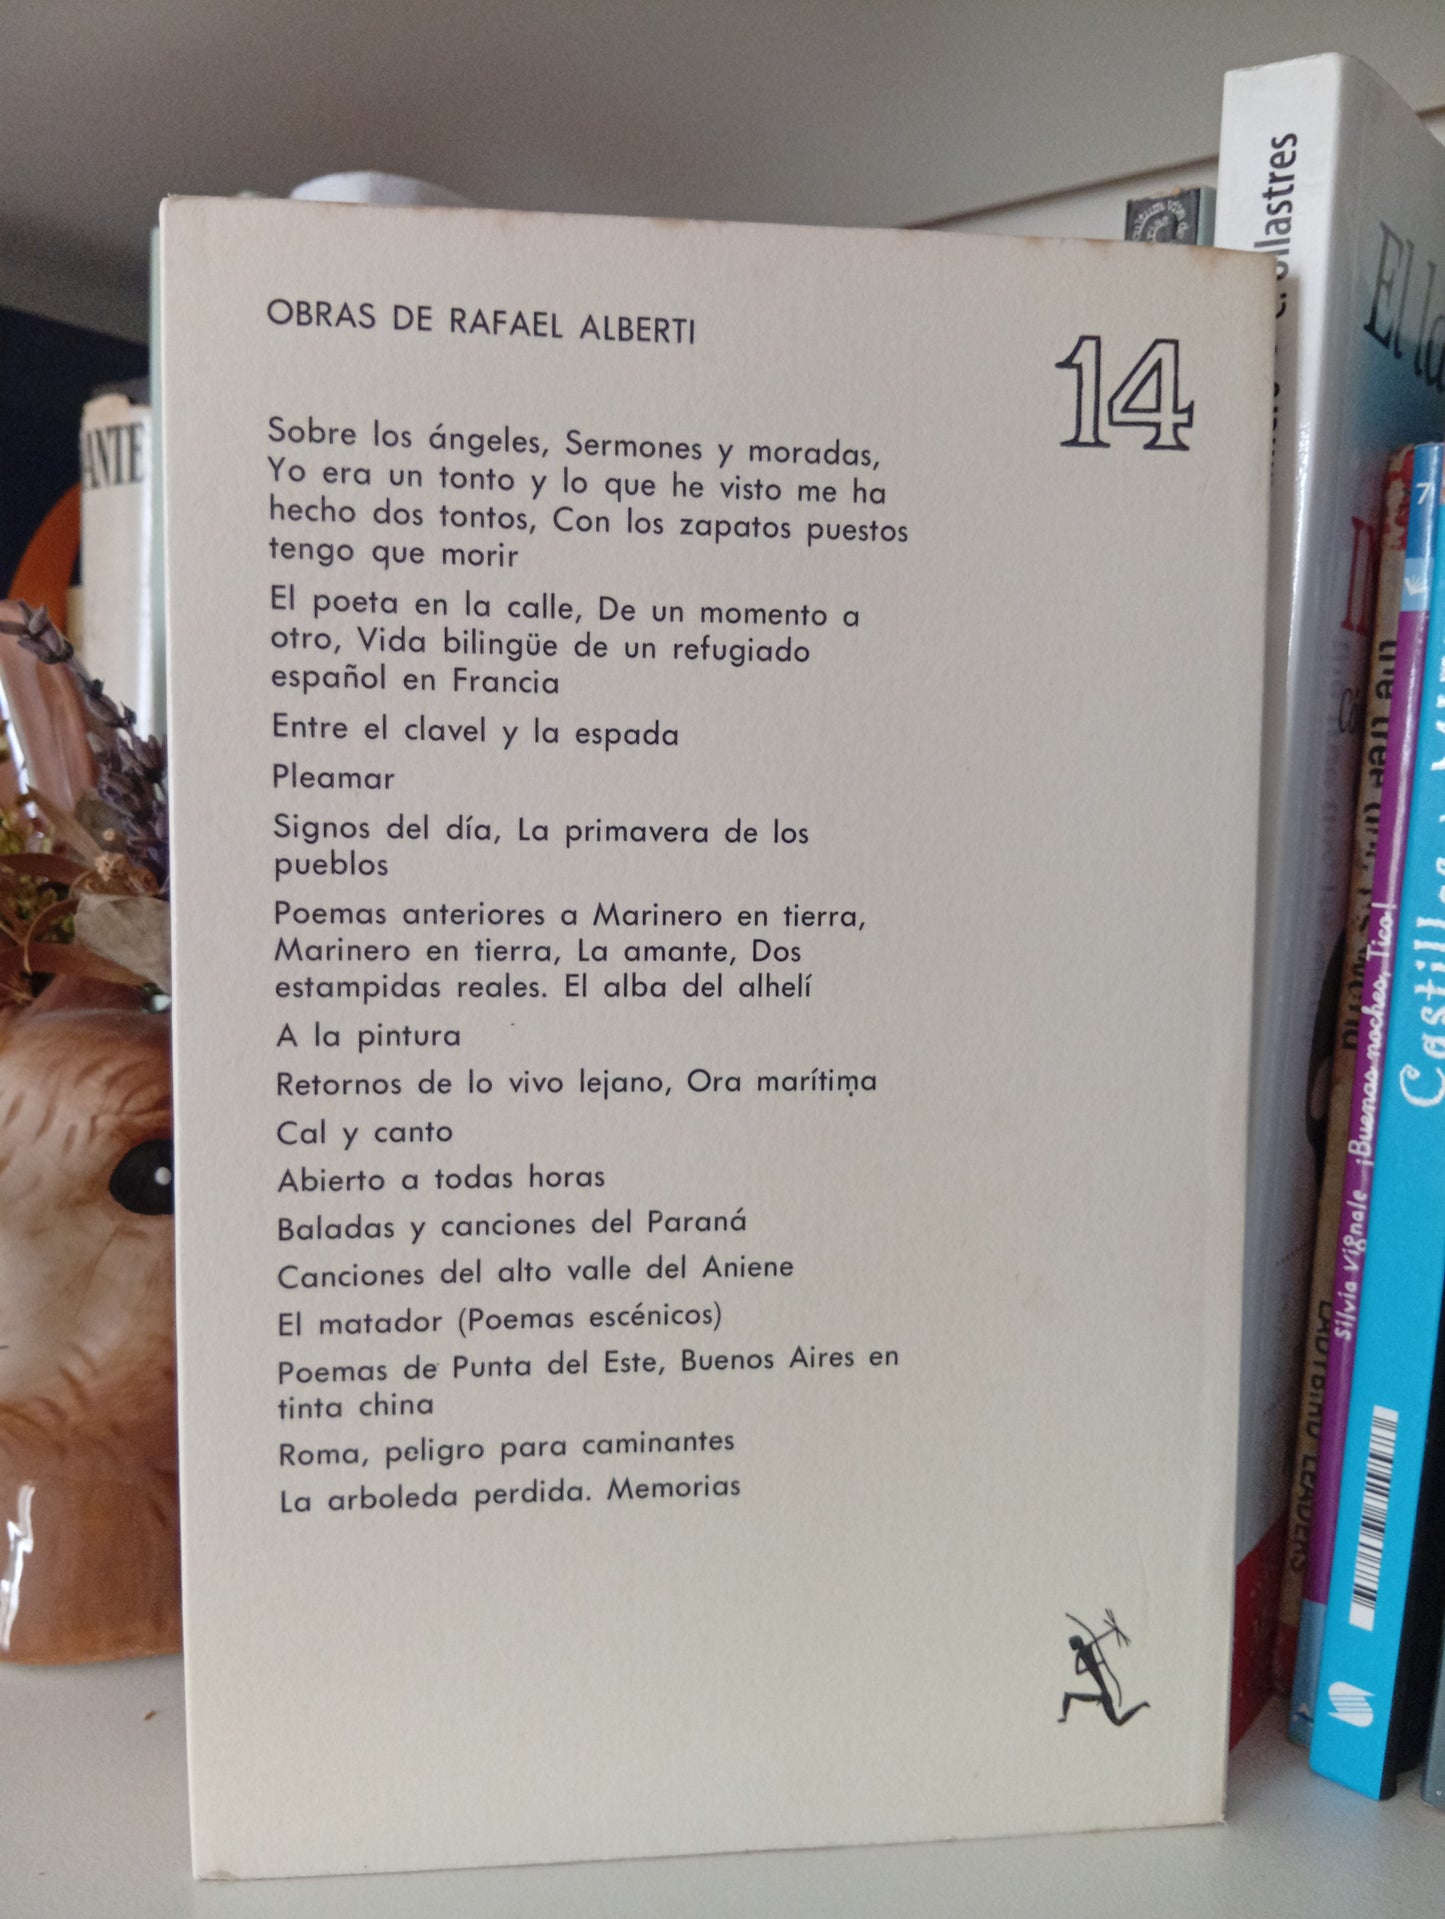 OBRAS DE RAFAEL ALBERTI
14
Sobre los ángeles, Sermones y moradas,
Yo era un tonto y lo que he visto me ha
hecho dos tontos, Con los zapatos puestos
tengo que morir
El poeta en la calle, De un momento a
otro, Vida bilingüe de un refugiado
español en Francia
Entre el clavel y la espada
Pleamar
Signos del día, La primavera de los
pueblos
Poemas anteriores a Marinero en tierra,
Marinero en tierra, La amante, Dos
estampidas reales. El alba del alhelí
A la pintura
Retornos de lo vivo lejano, Ora marítima
Cal y canto
Abierto a todas horas
Baladas y canciones del Paraná
Canciones del alto valle del Aniene
El matador (Poemas escénicos)
Poemas de Punta del Este, Buenos Aires en
tinta china
Roma, peligro para caminantes
La arboleda perdida. Memorias
ANTE
El
7
Silvia Vignale ¡Buenas noches, Tico!
LADYBIRD LEADERS